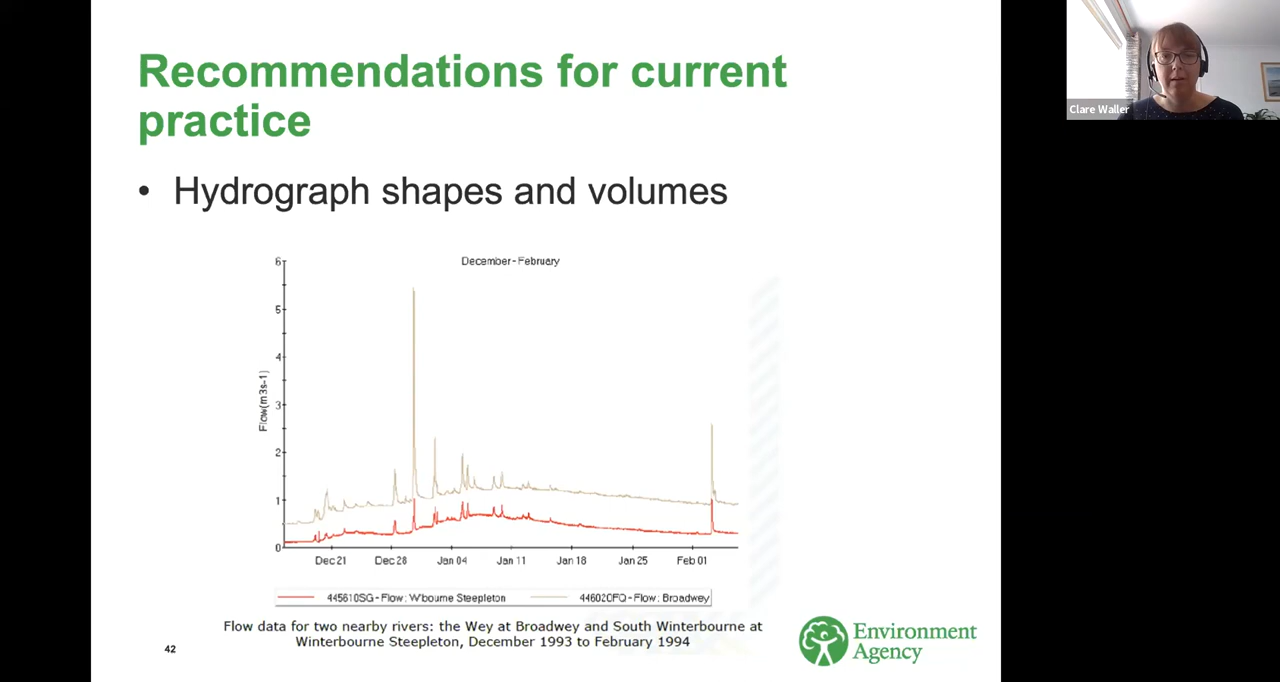 Recommendations for current
practice
• Hydrograph shapes and volumes
Clare Waller
December-February
6
5
4
3
2
1
0
Flow(m3s-1)
Dec 21
Dec 28
Jan 04
Jan 11
Jan 18
Jan 25
Feb 01
445610SG-Flow: W'bourne Steepleton
446020FQ-Flow: Broadwey
Flow data for two nearby rivers: the Wey at Broadwey and South Winterbourne at
Winterbourne Steepleton, December 1993 to February 1994
42
Environment
Agency